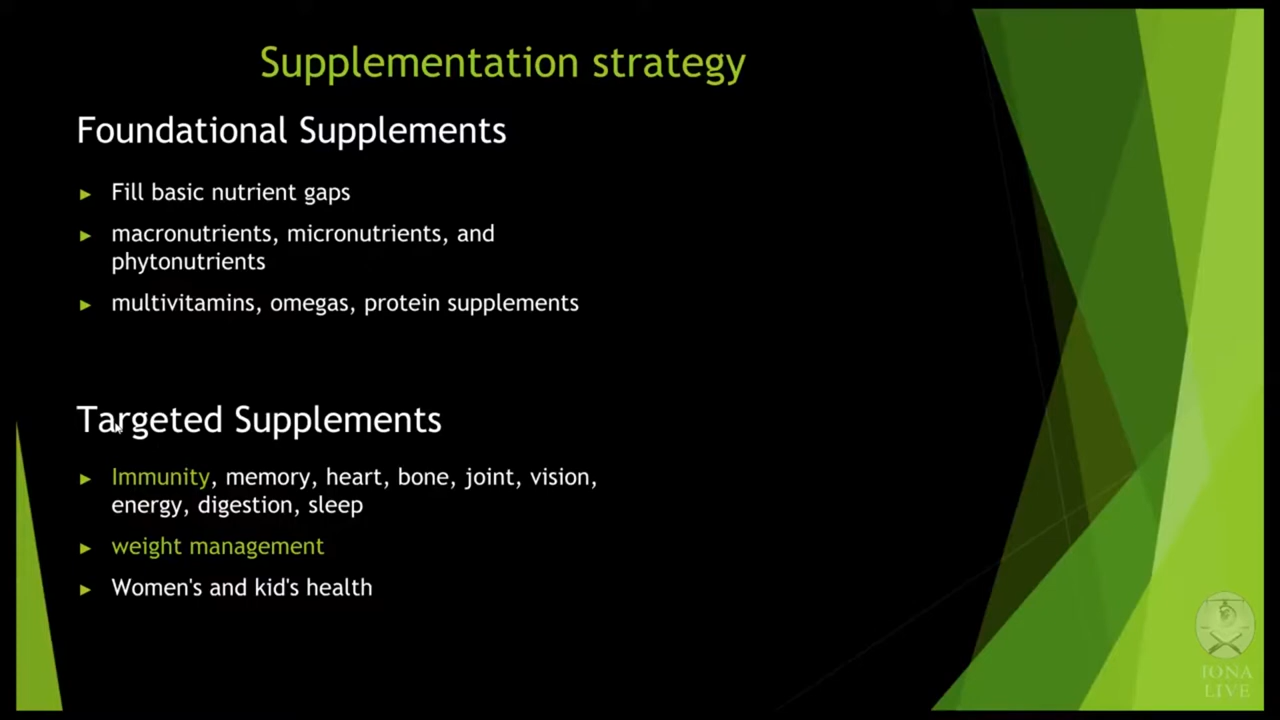 Supplementation strategy
Foundational Supplements
Fill basic nutrient gaps
macronutrients, micronutrients, and
phytonutrients
multivitamins, omegas, protein supplements
Targeted Supplements
Immunity, memory, heart, bone, joint, vision,
energy, digestion, sleep
weight management
Women's and kid's health
IONA
LIVE